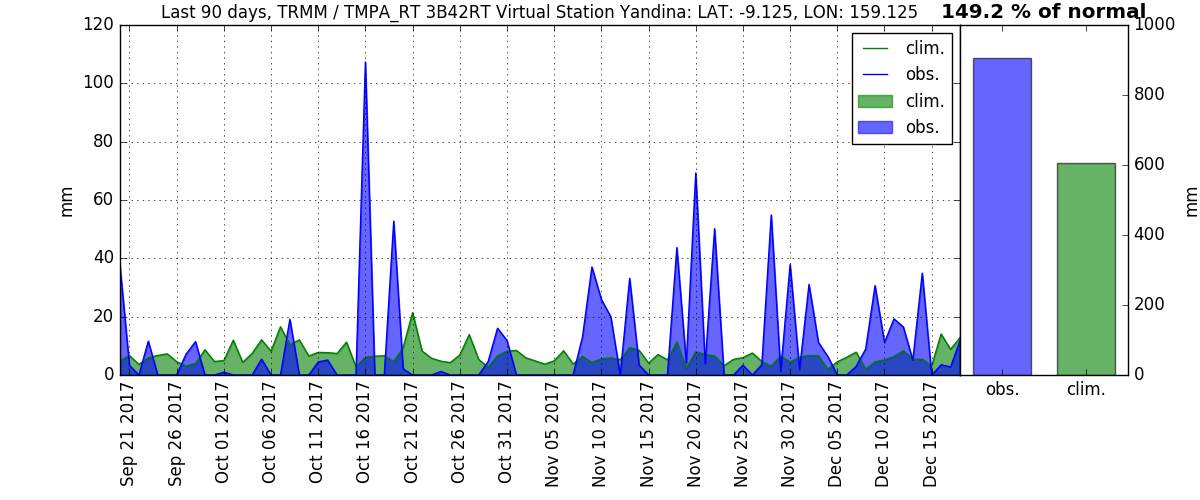 Last 90 days, TRMM / TMPA_RT 3B42RT Virtual Station Yandina: LAT: -9.125, LON: 159.125
149.2 % of normal
120
100
80
60
40
20
0
mm
clim.
obs.
clim.
obs.
Sep 21 2017
Sep 26 2017
Oct 01 2017
Oct 06 2017
Oct 11 2017
Oct 16 2017
Oct 21 2017
Oct 26 2017
Oct 31 2017
Nov 05 2017
Nov 10 2017
Nov 15 2017
Nov 20 2017
Nov 25 2017
Nov 30 2017
Dec 05 2017
Dec 10 2017
Dec 15 2017
1000
800
600
400
200
0
mm
obs.
clim.